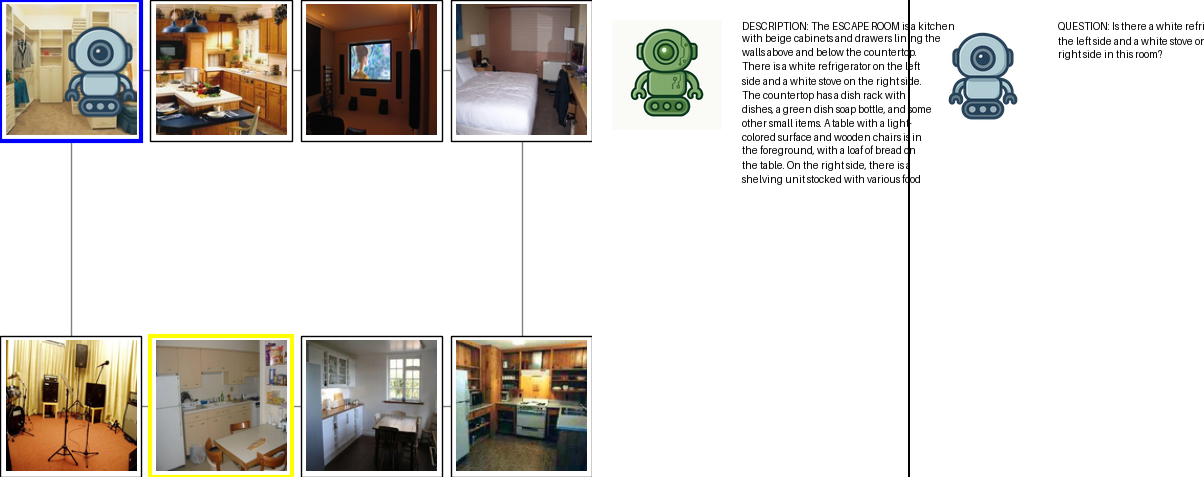 DESCRIPTION: The ESCAPE ROOM is a kitchen
with beige cabinets and drawers lining the
walls above and below the countertop.
There is a white refrigerator on the left
side and a white stove on the right side.
The countertop has a dish rack with
dishes, a green dish soap bottle, and some
other small items. A table with a light-
colored surface and wooden chairs is in
the foreground, with a loaf of bread on
the table. On the right side, there is a
shelving unit stocked with various food
QUESTION: Is there a white refri
the left side and a white stove or
right side in this room?